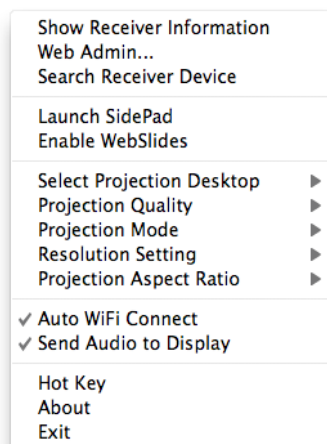 Show Receiver Information
Web Admin...
Search Receiver Device
Launch SidePad
Enable WebSlides
Select Projection Desktop
Projection Quality
Projection Mode
Resolution Setting
Projection Aspect Ratio
Auto WiFi Connect
Send Audio to Display
Hot Key
About
Exit